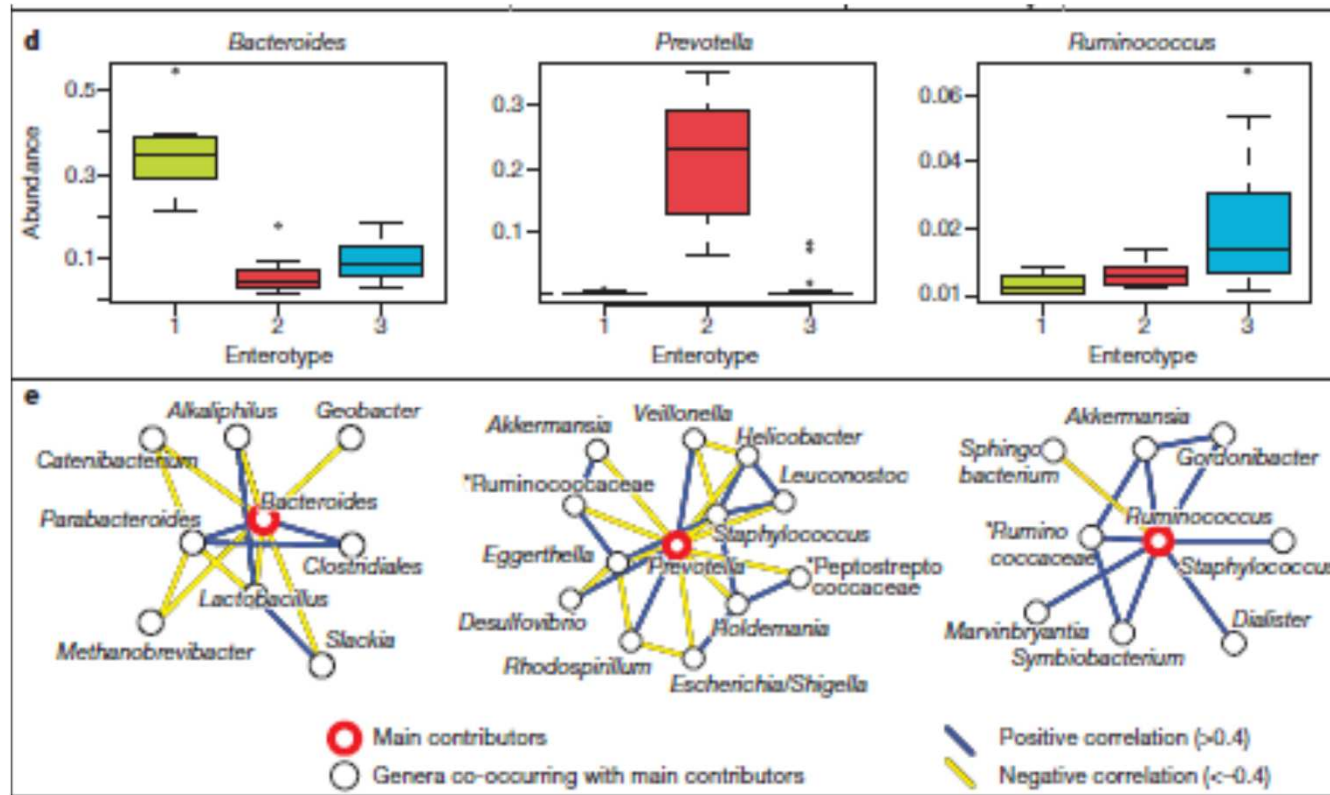 d
Bacteroides
Prevotella
Ruminococcus
Abundance
0.5
0.3
0.1
1
2
3
Enterotype
0.3
0.2
0.1
1
2
3
Enterotype
0.06
0.04
0.02
0.01
1
2
3
Enterotype
e
Alkaliphilus
Geobacter
Catenibacterium
Bacteroides
Parabacteroides
Clostridiales
Lactobacillus
Methanobrevibacter
Slackia
Veillonella
Akkermansia
Helicobacter
*Ruminococcaceae
Leuconostoc
Staphylococcus
Eggerthella
Prevotella
*Peptostrepto
coccaceae
Desulfovibrio
Holdemania
Rhodospirillum
Escherichia/Shigella
Akkermansia
Sphingo
bacterium
Gordonibacter
Ruminococcus
*Rumino
coccaceae
Staphylococcus
Marvinbryantia
Dialister
Symbiobacterium
Main contributors
Genera co-occurring with main contributors
Positive correlation (>0.4)
Negative correlation (<-0.4)